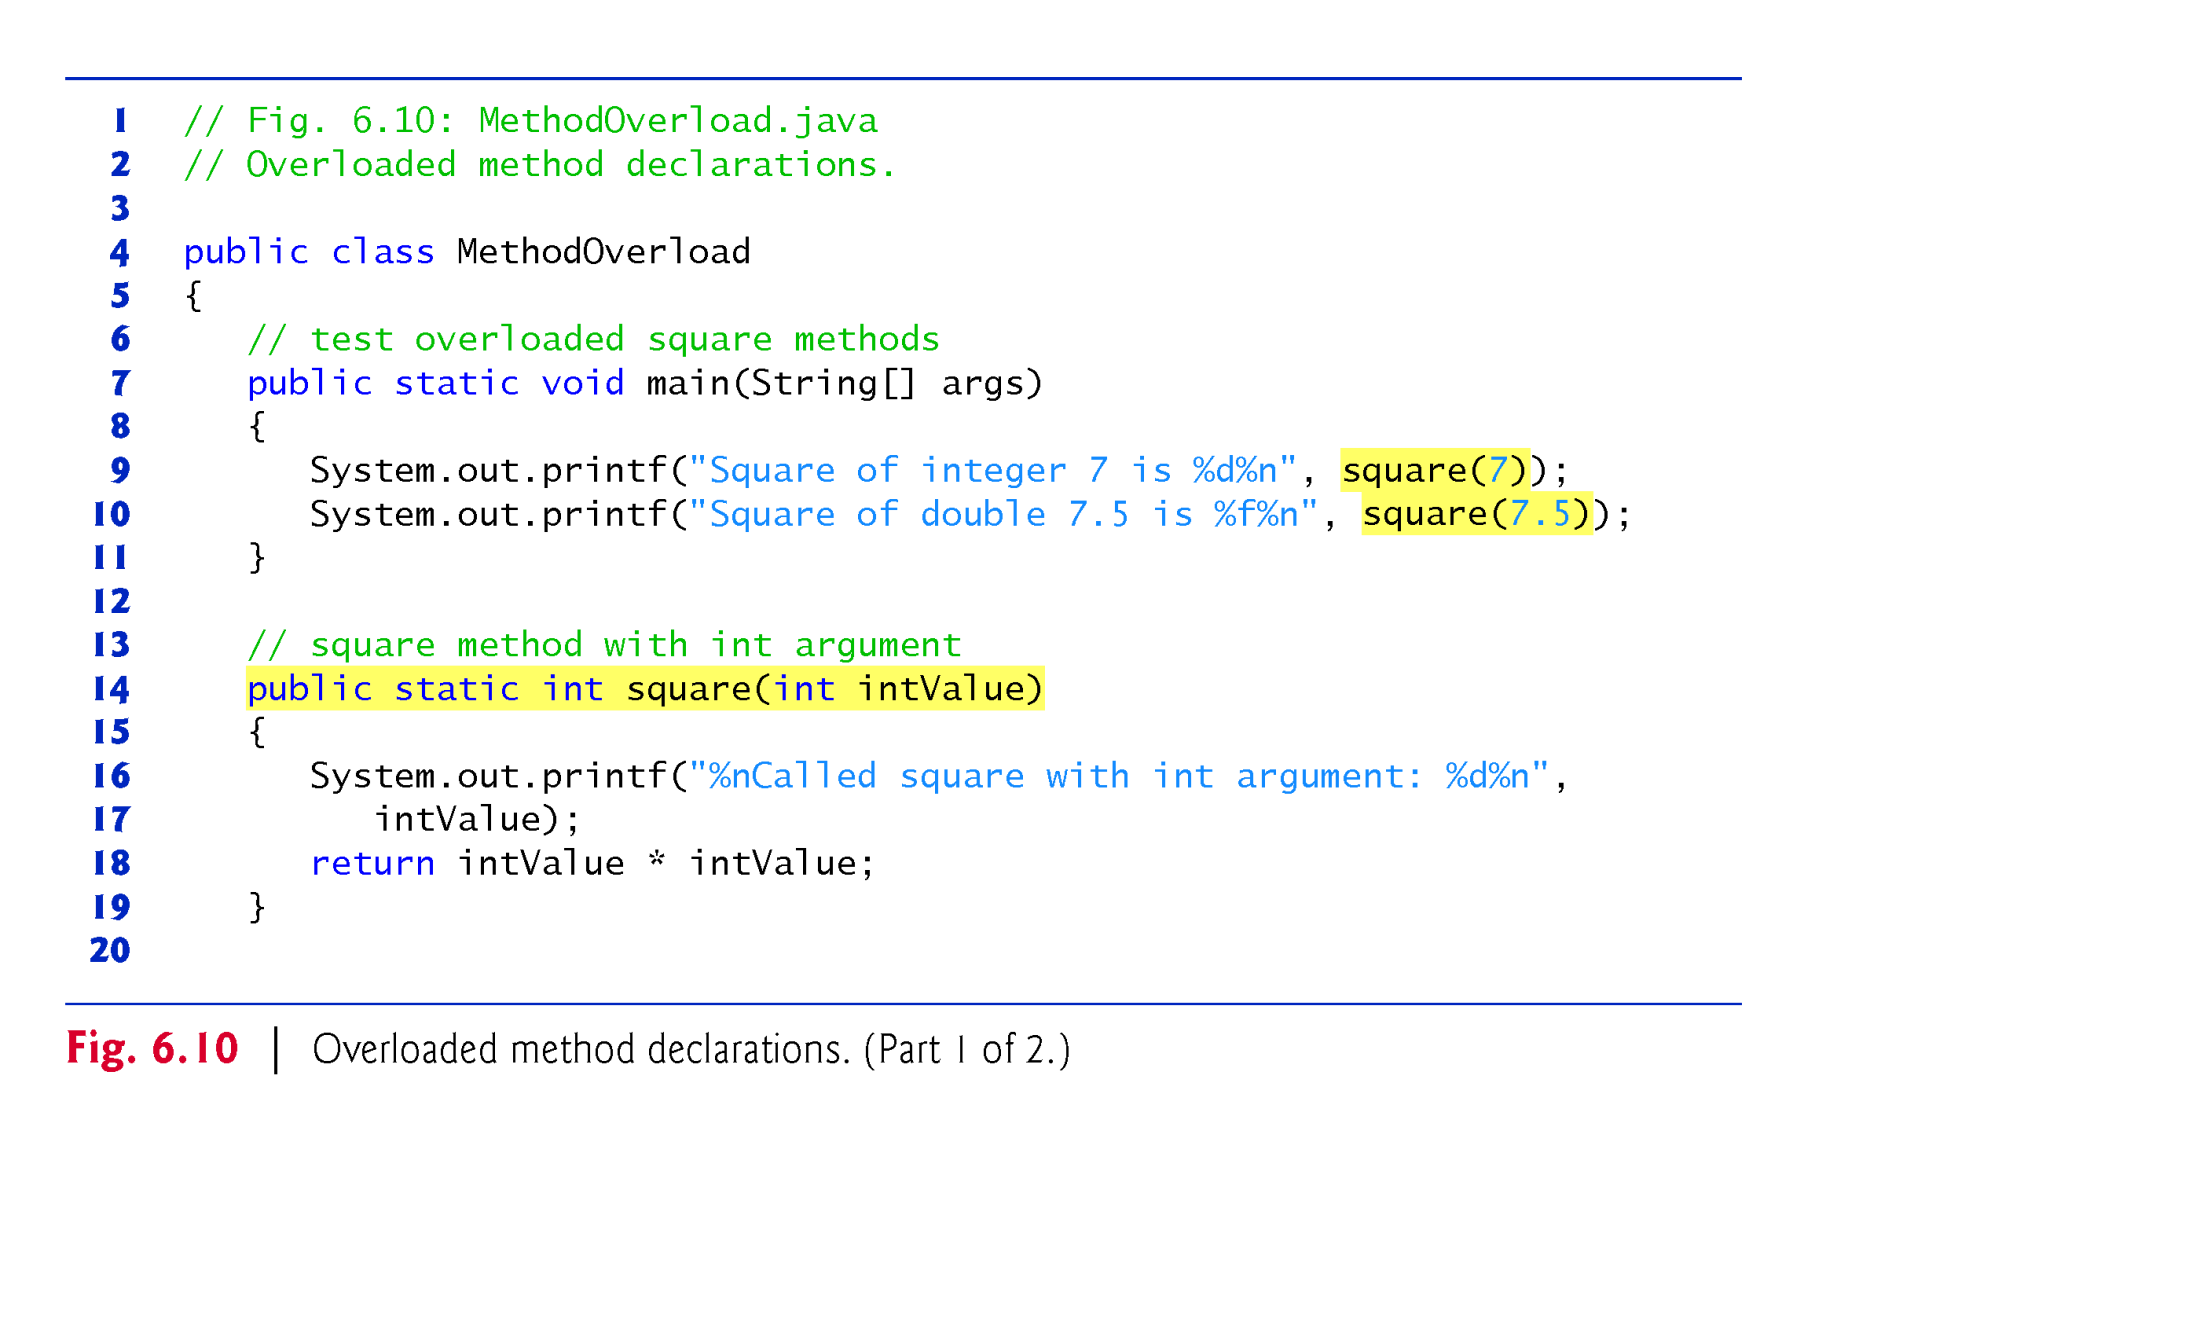 1 // Fig. 6.10: MethodOverload.java
2 // Overloaded method declarations.
3
4 public class MethodOverload
5 {
6 // test overloaded square methods
7 public static void main(String[] args)
8 {
9 System.out.printf("Square of integer 7 is %d%n", square(7));
10 System.out.printf("Square of double 7.5 is %f%n", square(7.5));
11 }
12
13 // square method with int argument
14 public static int square(int intValue)
15 {
16 System.out.printf("%nCalled square with int argument: %d%n",
17 intValue);
18 return intValue * intValue;
19 }
20
Fig. 6.10 | Overloaded method declarations. (Part 1 of 2.)